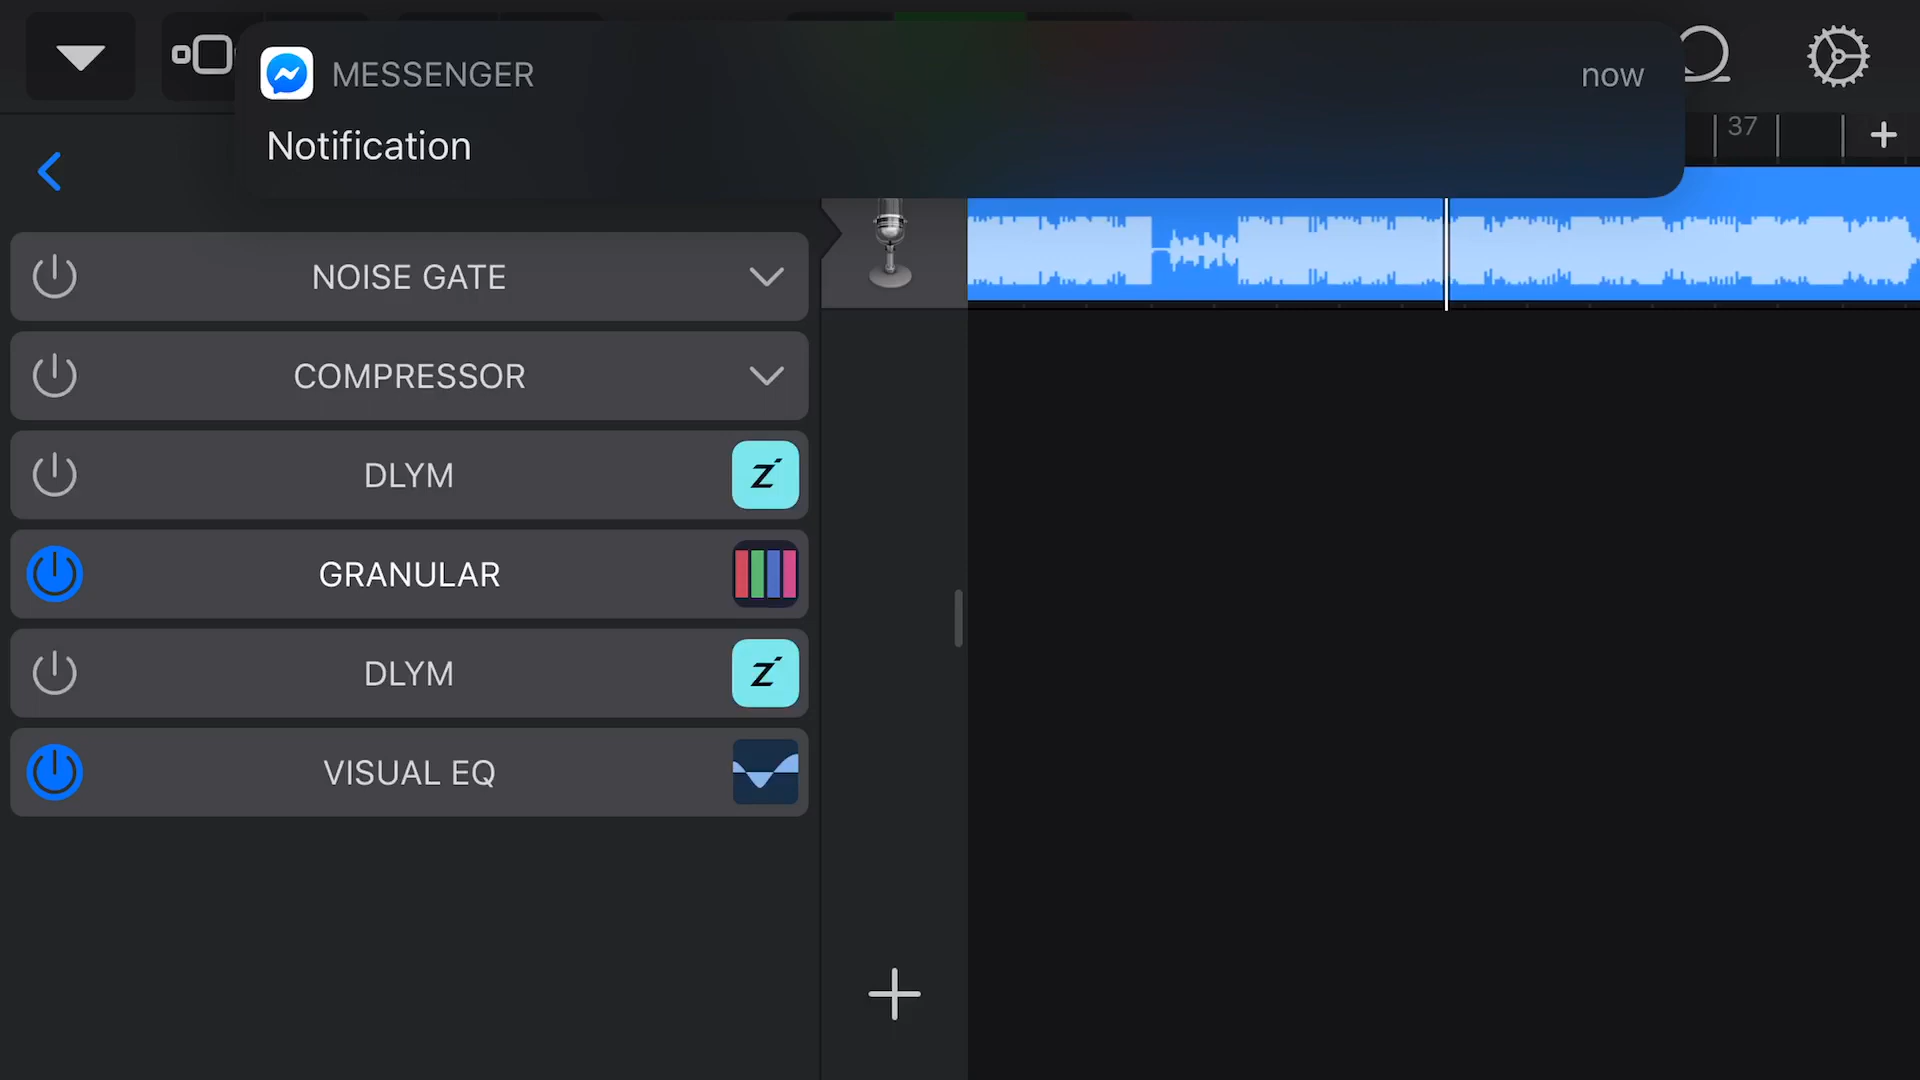 MESSENGER
now
Notification
37
NOISE GATE
COMPRESSOR
DLYM
GRANULAR
DLYM
VISUAL EQ